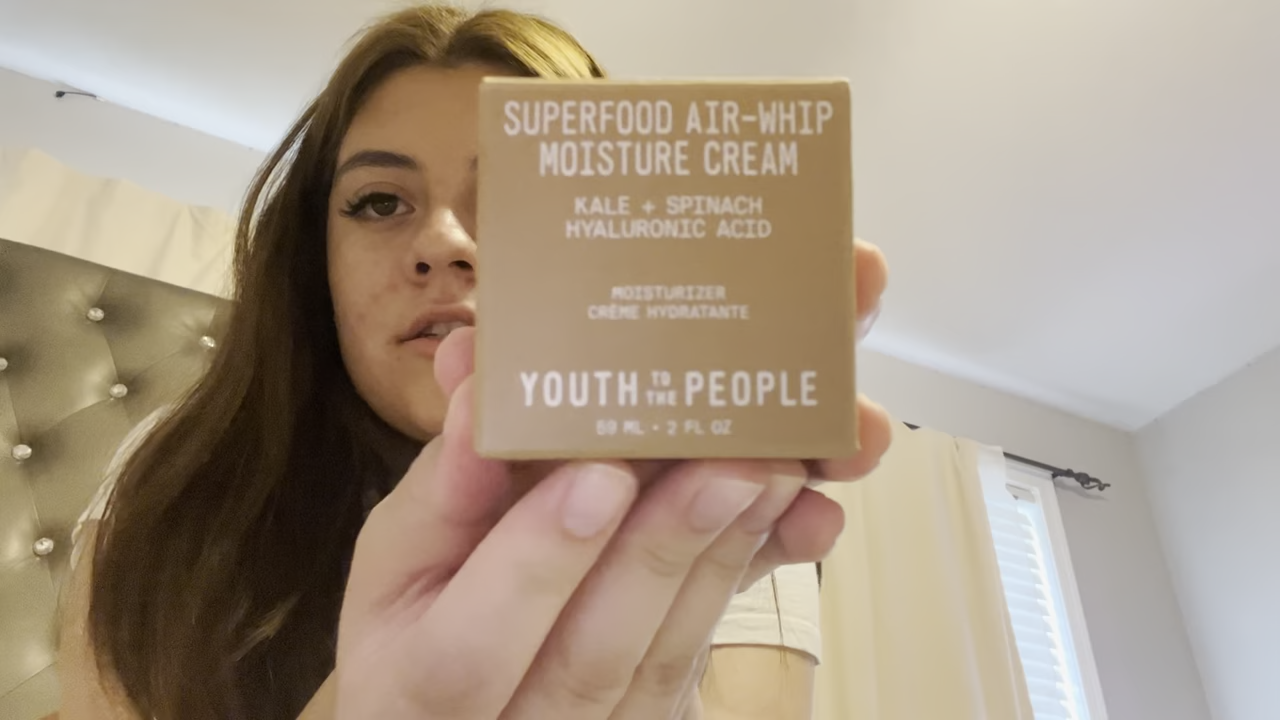 SUPERFOOD AIR-WHIP
MOISTURE CREAM
KALE + SPINACH
HYALURONIC ACID
MOISTURIZER
CRÈME HYDRATANTE
YOUTH TO THE PEOPLE
59 ML • 2 FL OZ